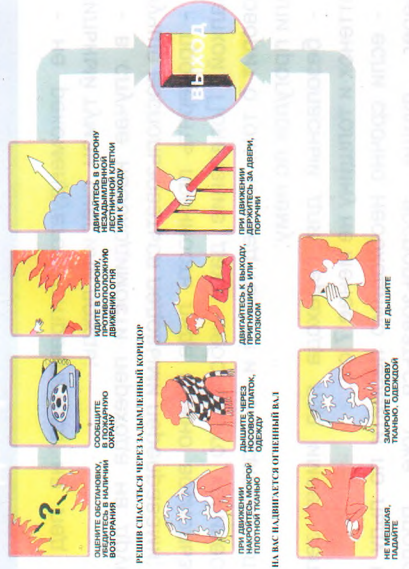 ОЦЕНИТЕ ОБСТАНОВКУ,
УБЕДИТЕСЬ В НАЛИЧИИ
ВОЗГОРАНИЯ
СООБЩИТЕ
В ПОЖАРНУЮ
ОХРАНУ
ИДИТЕ В СТОРОНУ,
ПРОТИВОПОЛОЖНУЮ
ДВИЖЕНИЮ ОГНЯ
ДВИГАЙТЕСЬ В СТОРОНУ
НЕЗАДЫМЛЕННОЙ
ЛЕСТНИЧНОЙ КЛЕТКИ
ИЛИ К ВЫХОДУ
РЕШИВ СПАСАТЬСЯ ЧЕРЕЗ ЗАДЫМЛЕННЫЙ КОРИДОР
ПРИ ДВИЖЕНИИ
НАКРОЙТЕСЬ МОКРОЙ
ПЛОТНОЙ ТКАНЬЮ
ДЫШИТЕ ЧЕРЕЗ
НОСОВОЙ ПЛАТОК,
ОДЕЖДУ
ДВИГАЙТЕСЬ К ВЫХОДУ,
ПРИГНУВШИСЬ ИЛИ
ПОЛЗКОМ
ПРИ ДВИЖЕНИИ
ДЕРЖИТЕСЬ ЗА ДВЕРИ,
ПОРУЧНИ
ВЫХОД
НА ВАС НАДВИГАЕТСЯ ОГНЕННЫЙ ВАЛ
НЕ МЕШКАЯ,
ПАДАЙТЕ
ЗАКРОЙТЕ ГОЛОВУ
ТКАНЬЮ, ОДЕЖДОЙ
НЕ ДЫШИТЕ